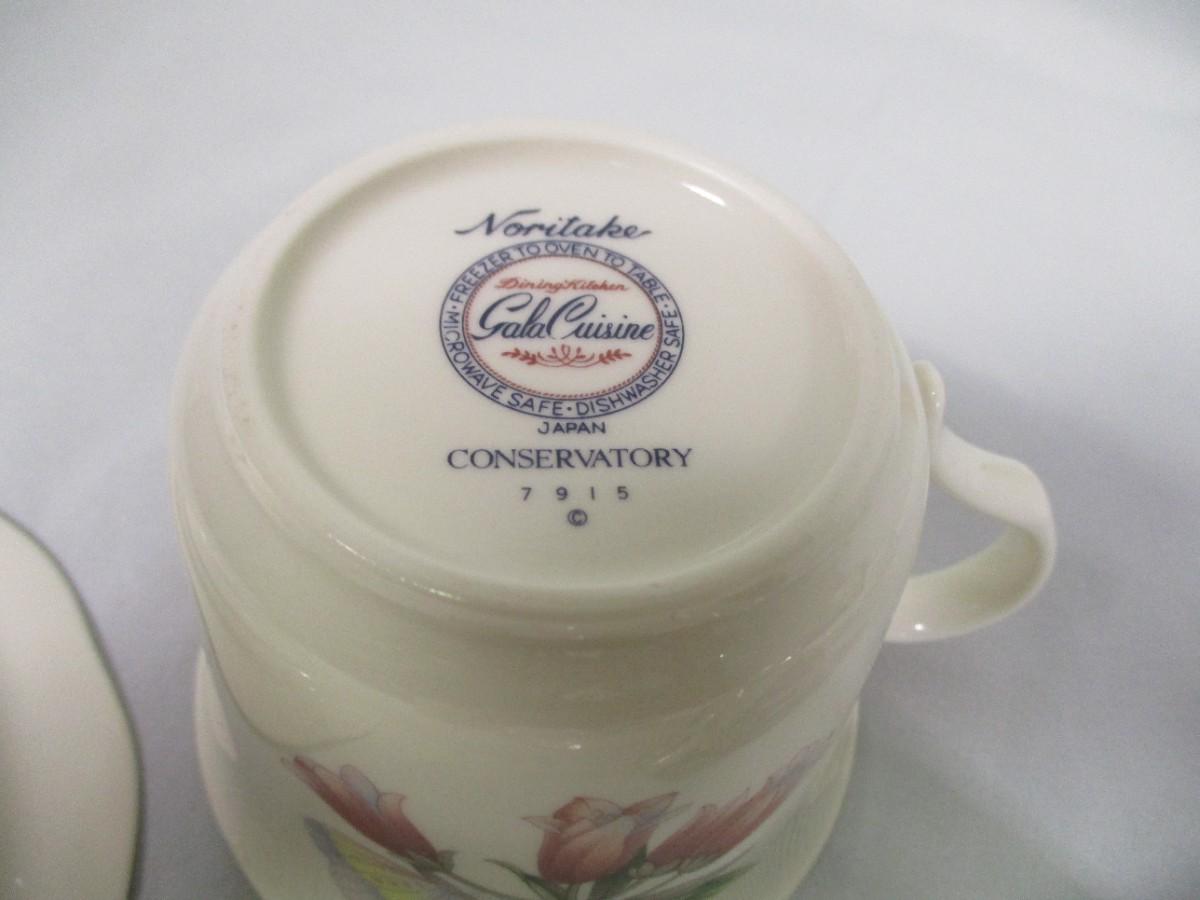 Noritake
FREEZER TO OVEN TO TABLE · MICROWAVE SAFE · DISHWASHER SAFE ·
Dining Kitchen
Gala Cuisine
JAPAN
CONSERVATORY
7915
©